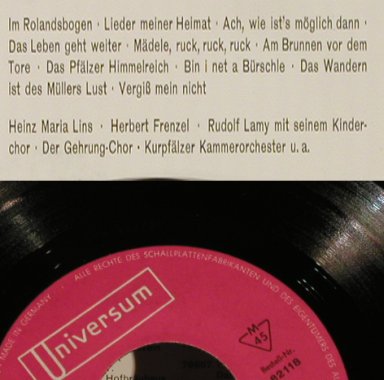 Im Rolandsbogen · Lieder meiner Heimat · Ach, wie ist's möglich dann ·
Das Leben geht weiter · Mädele, ruck, ruck, ruck · Am Brunnen vor dem
Tore · Das Pfälzer Himmelreich · Bin i net a Bürschle · Das Wandern
ist des Müllers Lust · Vergiß mein nicht
Heinz Maria Lins · Herbert Frenzel · Rudolf Lamy mit seinem Kinder-
chor · Der Gehrung-Chor · Kurpfälzer Kammerorchester u. a.
MADE IN GERMANY ALLE RECHTE DES SCHALLPLATTENFABRIKANTEN UND DES EIGENTÜMERS DES
Universum
M
45
Bestell-Nr.
82118